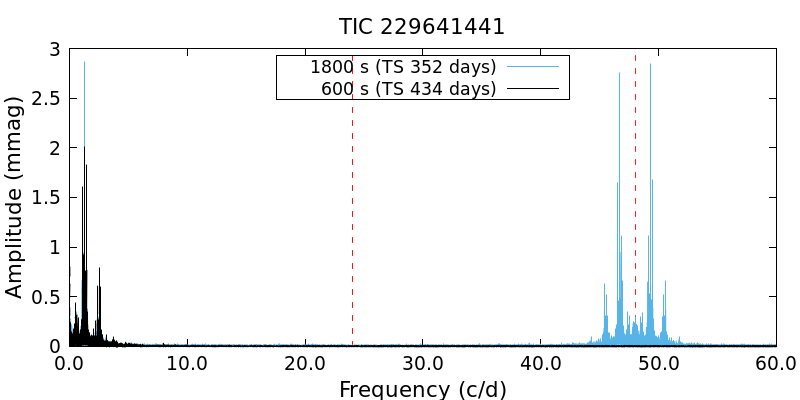 TIC 229641441
1800 s (TS 352 days)
600 s (TS 434 days)
Amplitude (mmag)
3
2.5
2
1.5
1
0.5
0
0.0 10.0 20.0 30.0 40.0 50.0 60.0
Frequency (c/d)